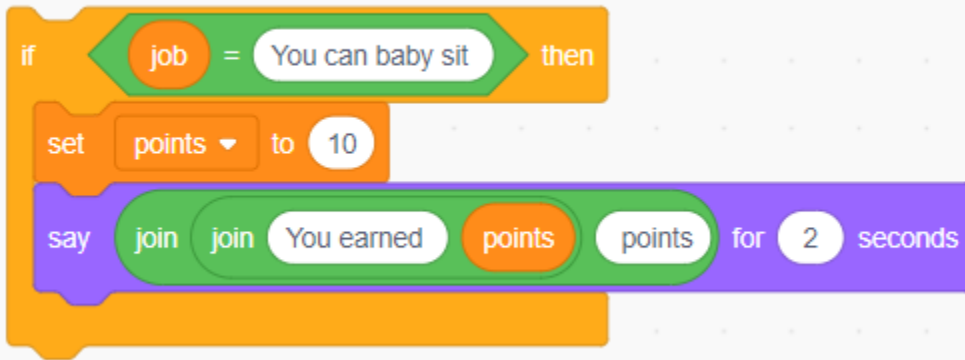 if job = You can baby sit then
set points to 10
say join join You earned points points for 2 seconds